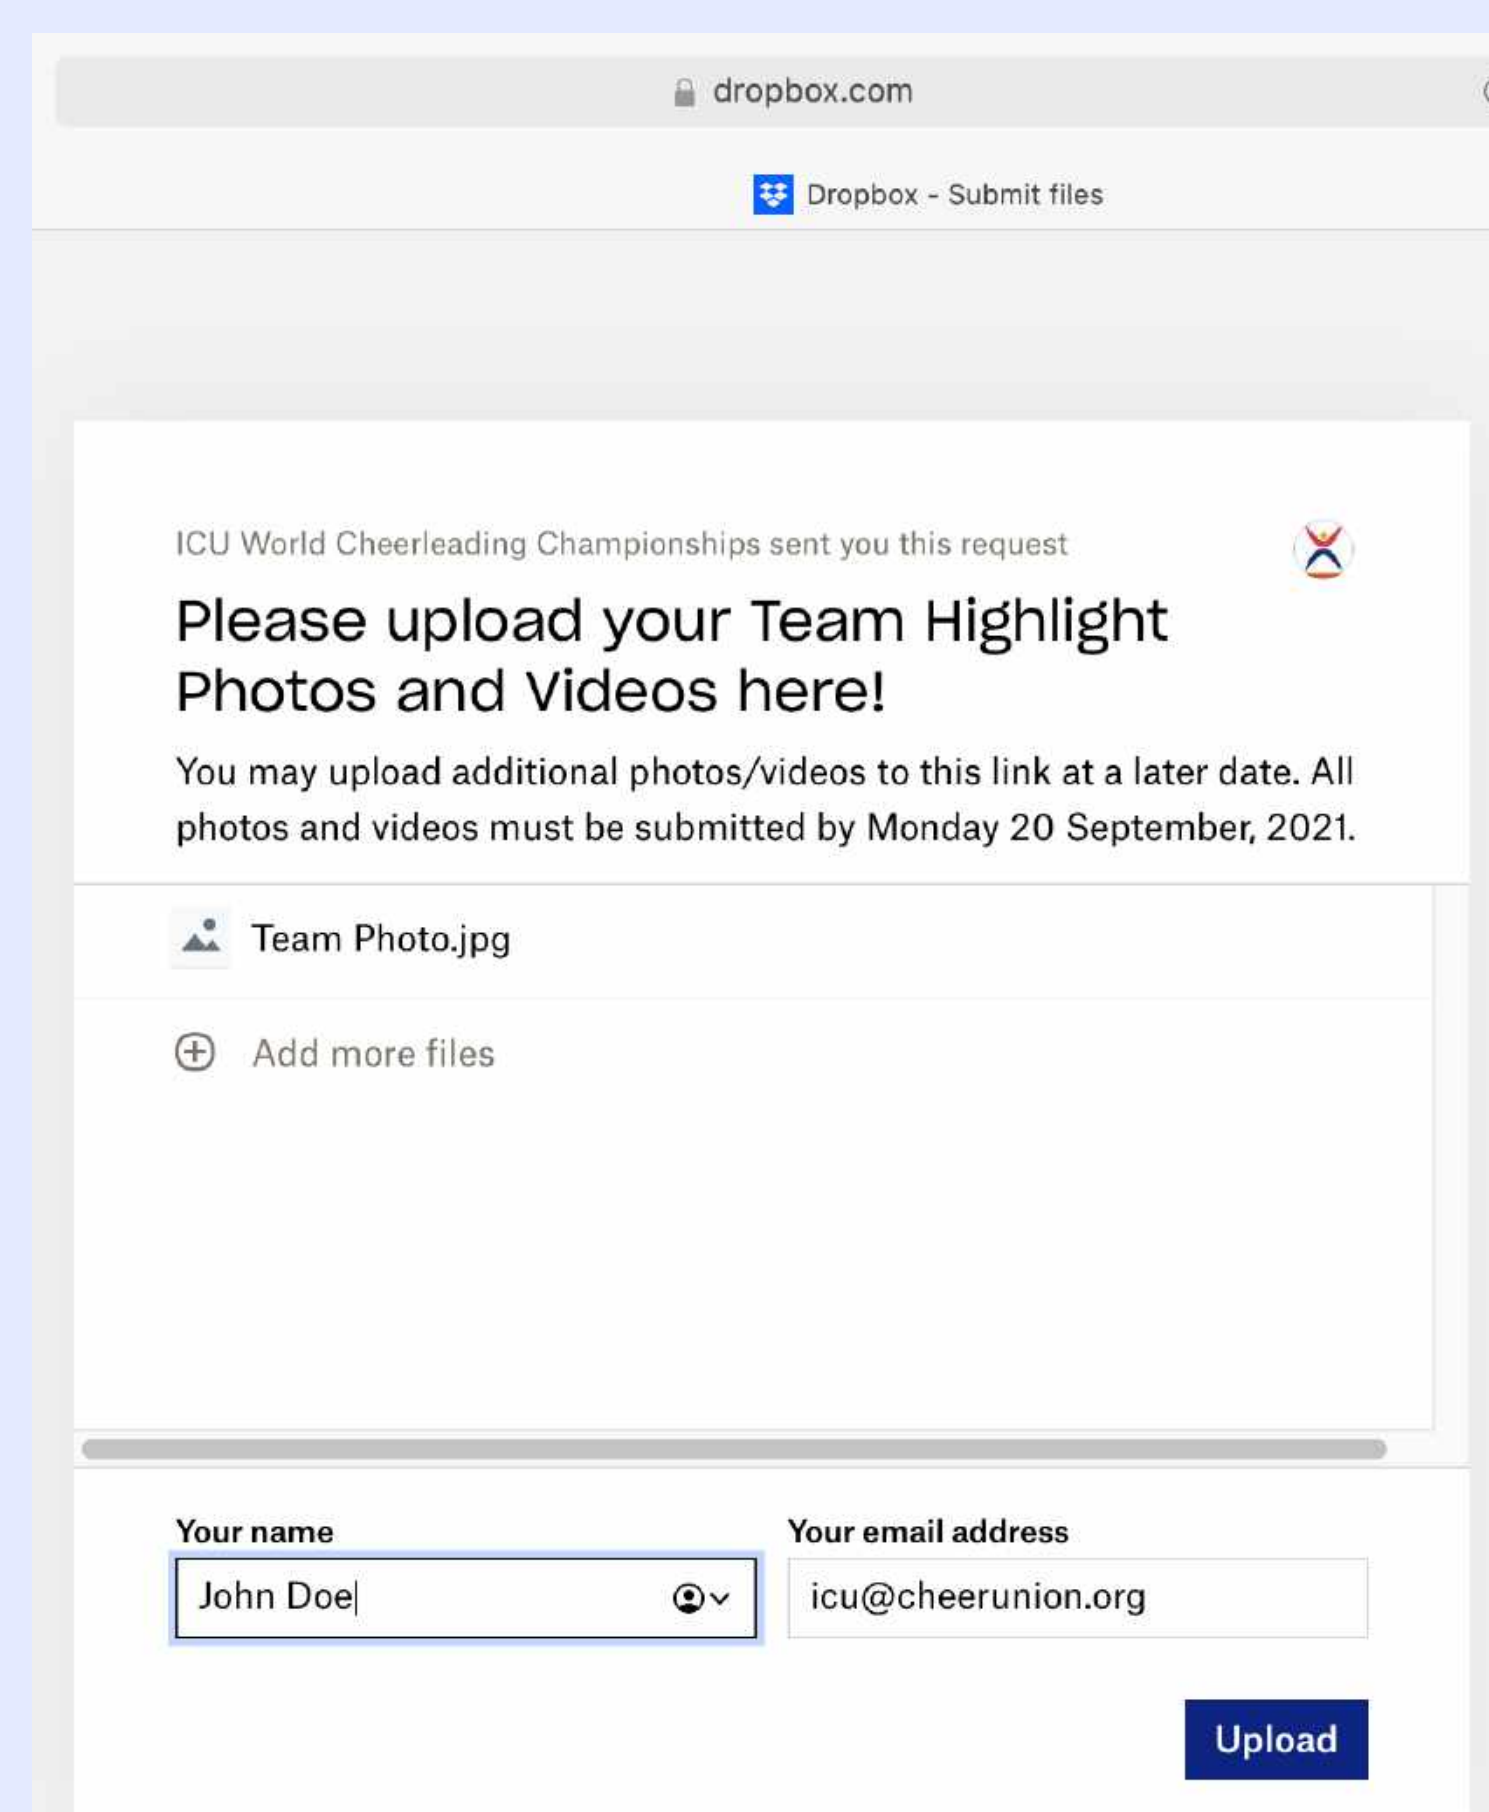 dropbox.com
Dropbox - Submit files
ICU World Cheerleading Championships sent you this request
Please upload your Team Highlight
Photos and Videos here!
You may upload additional photos/videos to this link at a later date. All
photos and videos must be submitted by Monday 20 September, 2021.
Team Photo.jpg
Add more files
Your name
Your email address
John Doe
icu@cheerunion.org
Upload